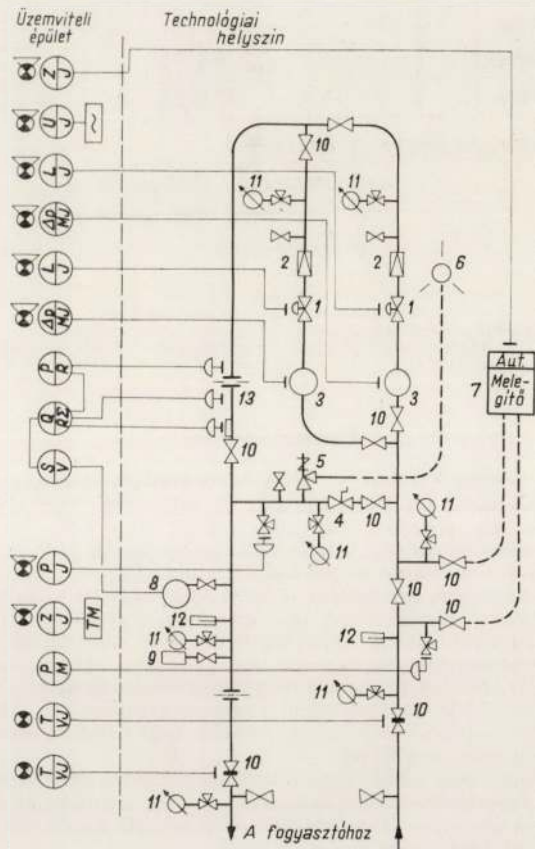 Üzemviteli épület
Technológiai helyszín
Z J
U J
~
L J
Δp MJ
L J
Δp MJ
P R
Q RΣ
S V
P J
Z J
TM
P M
T VJ
T VJ
10
11
11
2
2
6
1
1
Aut.
Melegítő
7
13
3
3
10
10
5
4
10
11
11
10
8
10
10
12
12
11
9
11
10
10
11
A fogyasztóhoz